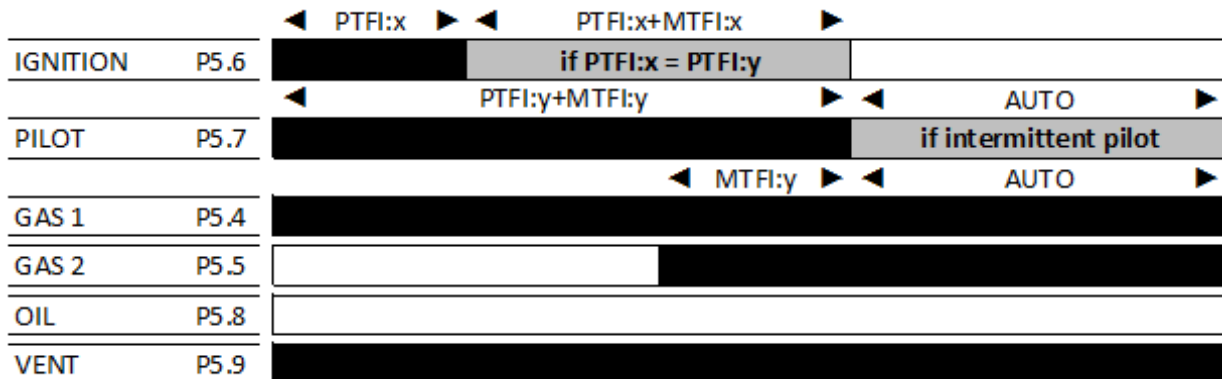 ◄ PTFI:x ► ◄ PTFI:x+MTFI:x ►
IGNITION P5.6 if PTFI:x = PTFI:y
◄ PTFI:y+MTFI:y ► ◄ AUTO ►
PILOT P5.7 if intermittent pilot
◄ MTFI:y ► ◄ AUTO ►
GAS 1 P5.4
GAS 2 P5.5
OIL P5.8
VENT P5.9